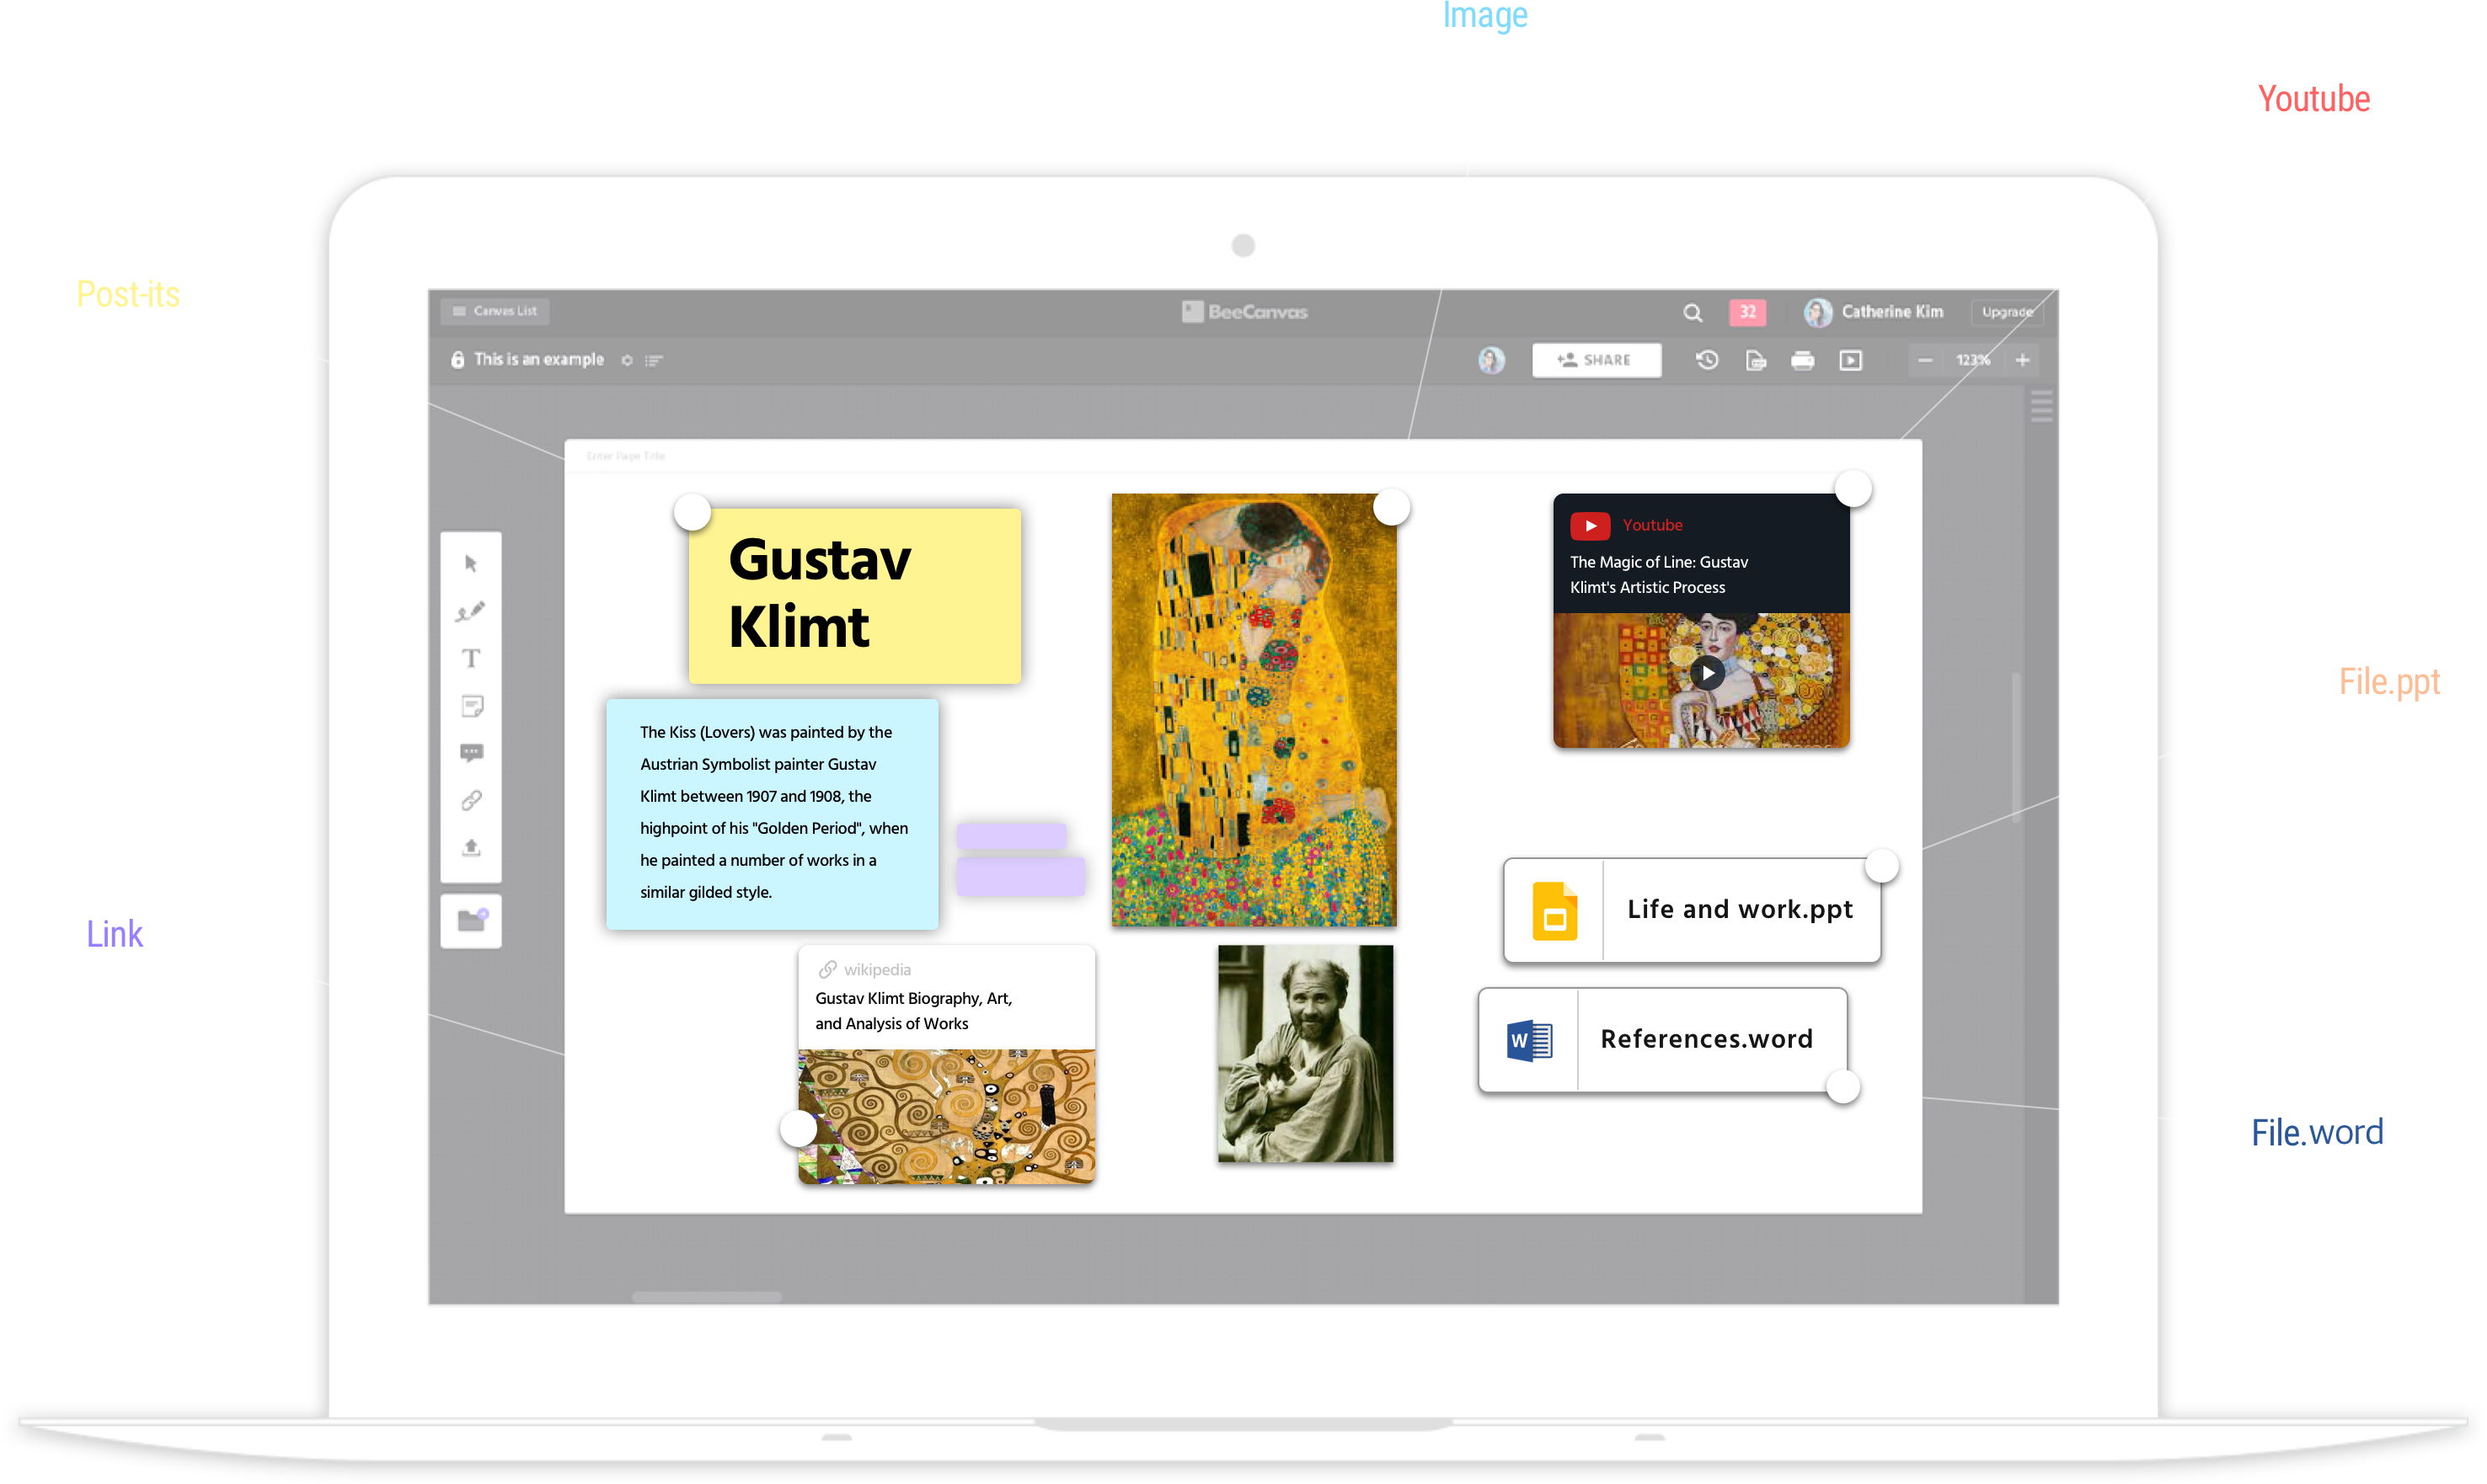 Image
Youtube
Post-its
Canvas List
BeeCanvas
32
Catherine Kim
Upgrade
This is an example
SHARE
123%
Enter Page Title
Gustav
Klimt
The Kiss (Lovers) was painted by the
Austrian Symbolist painter Gustav
Klimt between 1907 and 1908, the
highpoint of his "Golden Period", when
he painted a number of works in a
similar gilded style.
Youtube
The Magic of Line: Gustav
Klimt's Artistic Process
File.ppt
Life and work.ppt
Link
wikipedia
Gustav Klimt Biography, Art,
and Analysis of Works
W
References.word
File.word